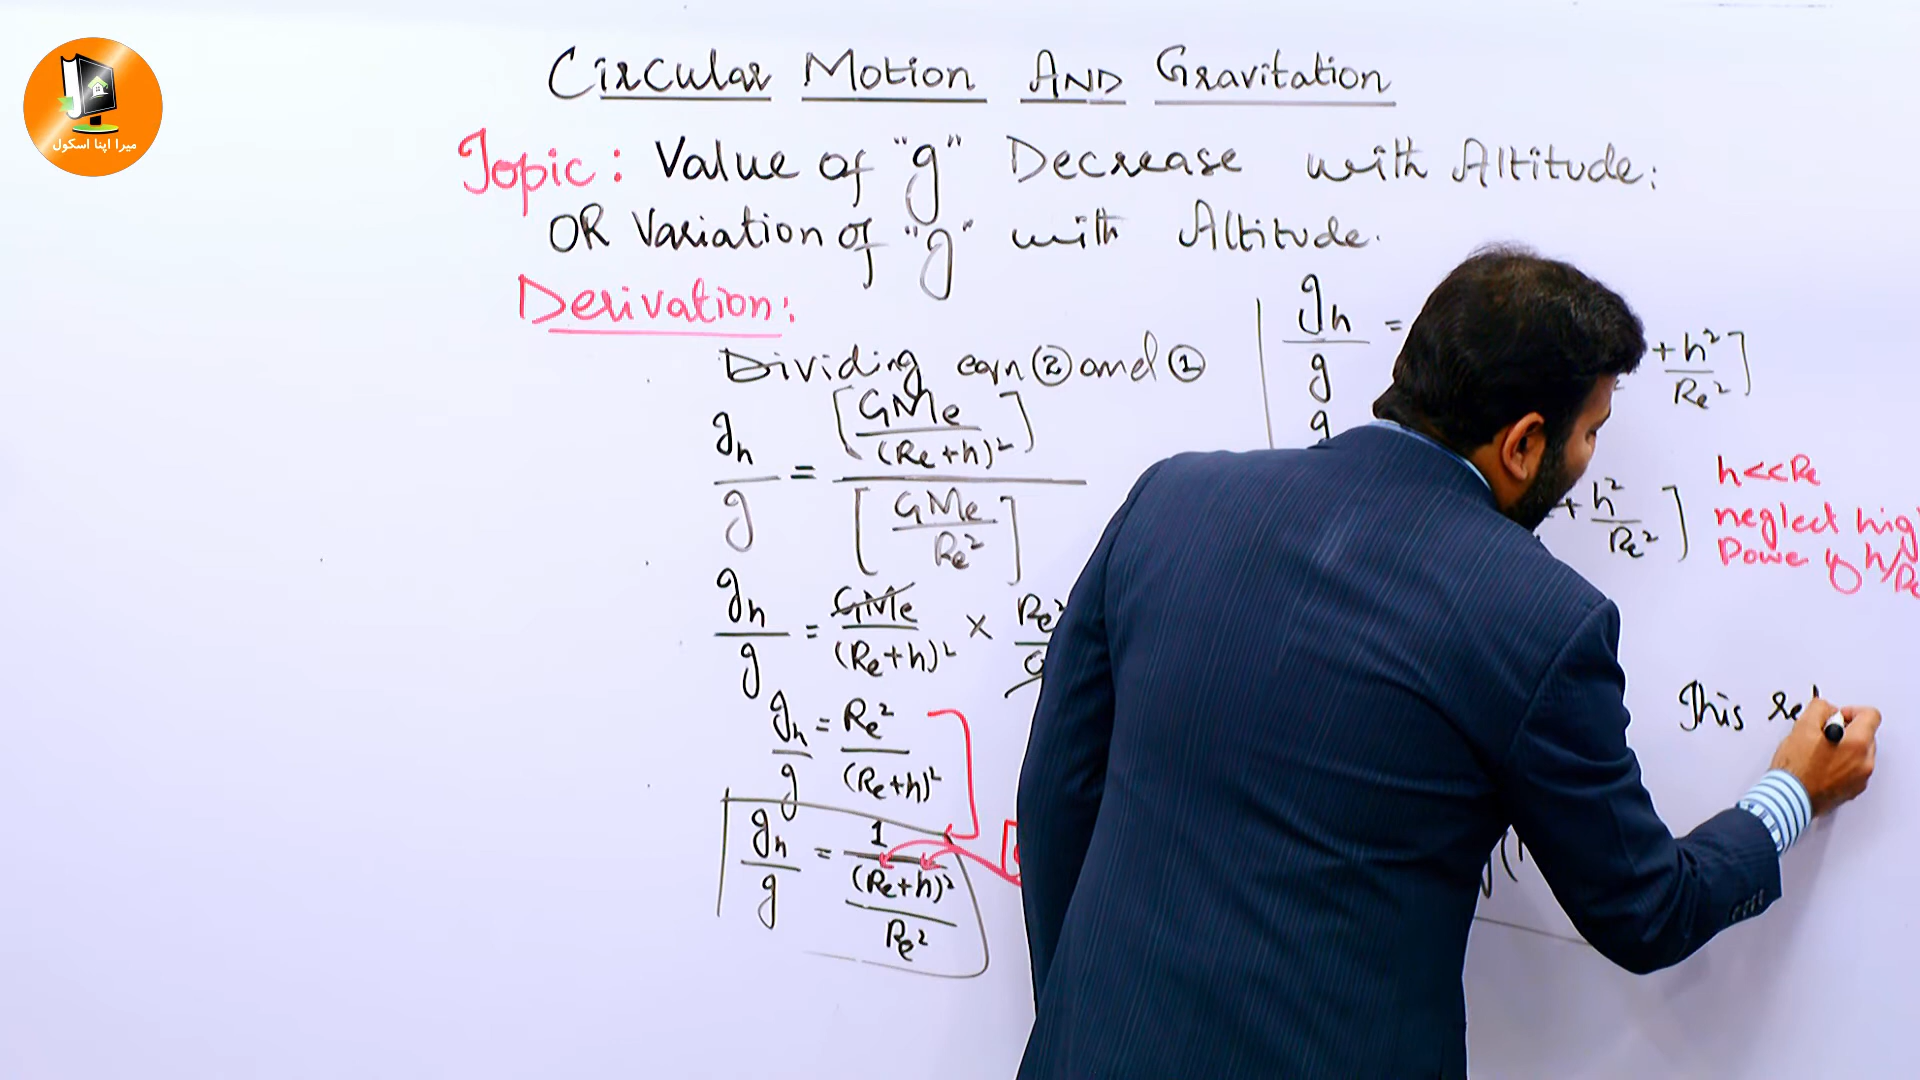 میرا اپنا اسکول
Circular Motion AND Gravitation
Topic: Value of "g" Decrease with Altitude:
OR Variation of "g" with Altitude.
Derivation:
Dividing eqn ② and ①
gh/g = [GMe/(Re+h)²] / [GMe/Re²]
gh/g = GMe/(Re+h)² × Re²
gh/g = Re²/(Re+h)²
gh/g = 1/((Re+h)²/Re²)
gh/g =
+h²/Re²]
g
+h²/Re²]
h<<Re
neglect hig
Power of h/Re
This re